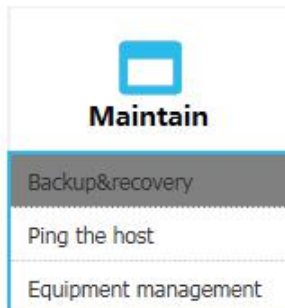 Maintain
Backup&recovery
Ping the host
Equipment management